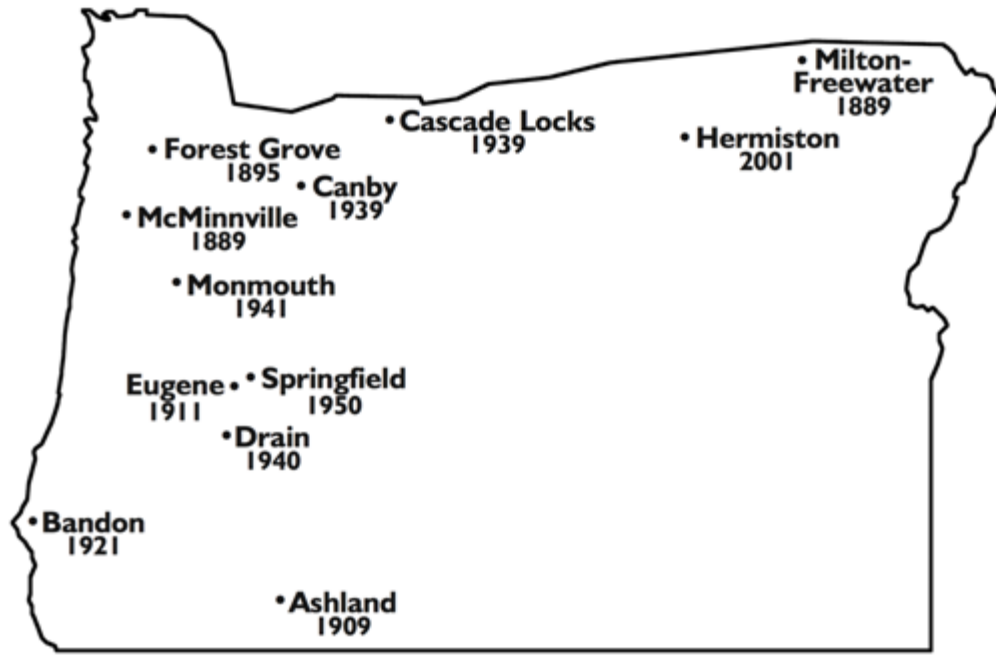 Milton-
Freewater
1889
Cascade Locks
1939
Hermiston
2001
Forest Grove
1895
Canby
1939
McMinnville
1889
Monmouth
1941
Springfield
1950
Eugene
1911
Drain
1940
Bandon
1921
Ashland
1909